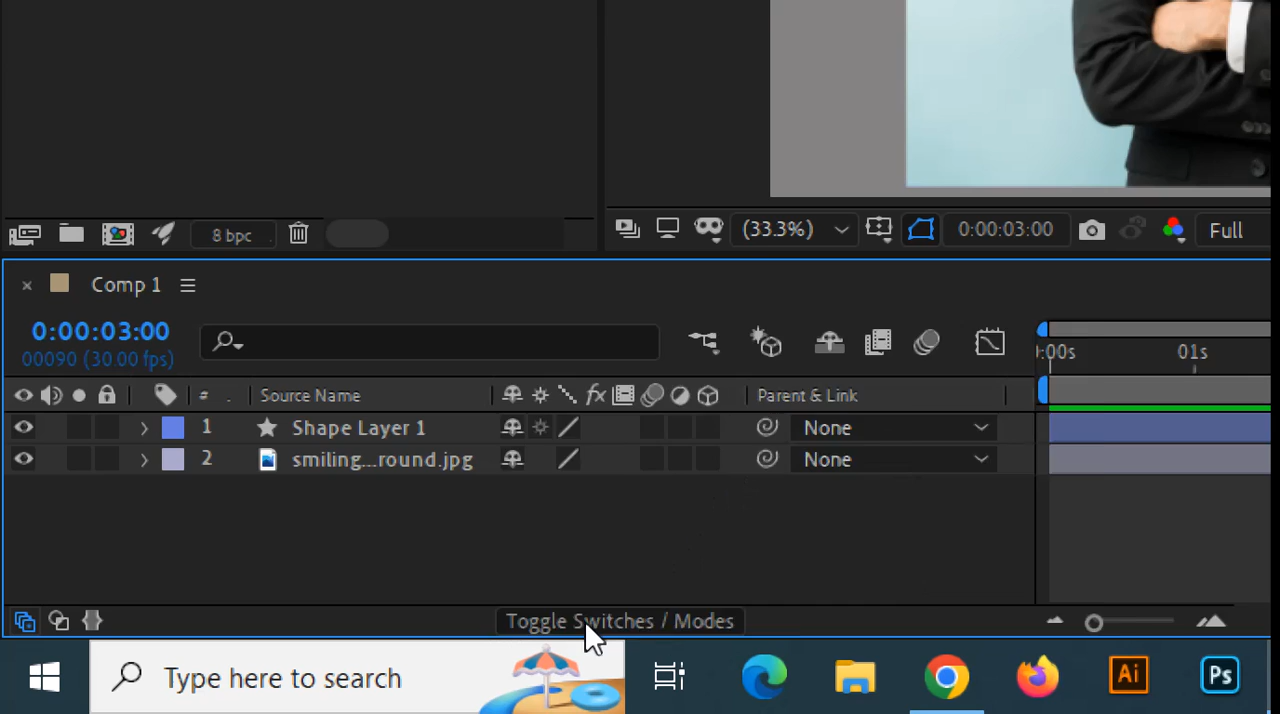 8 bpc
(33.3%)
0:00:03:00
Full
Comp 1
0:00:03:00
00090 (30.00 fps)
:00s
01s
#
Source Name
fx
Parent & Link
1
Shape Layer 1
None
2
smiling...round.jpg
None
Toggle Switches / Modes
Type here to search
Ai
Ps